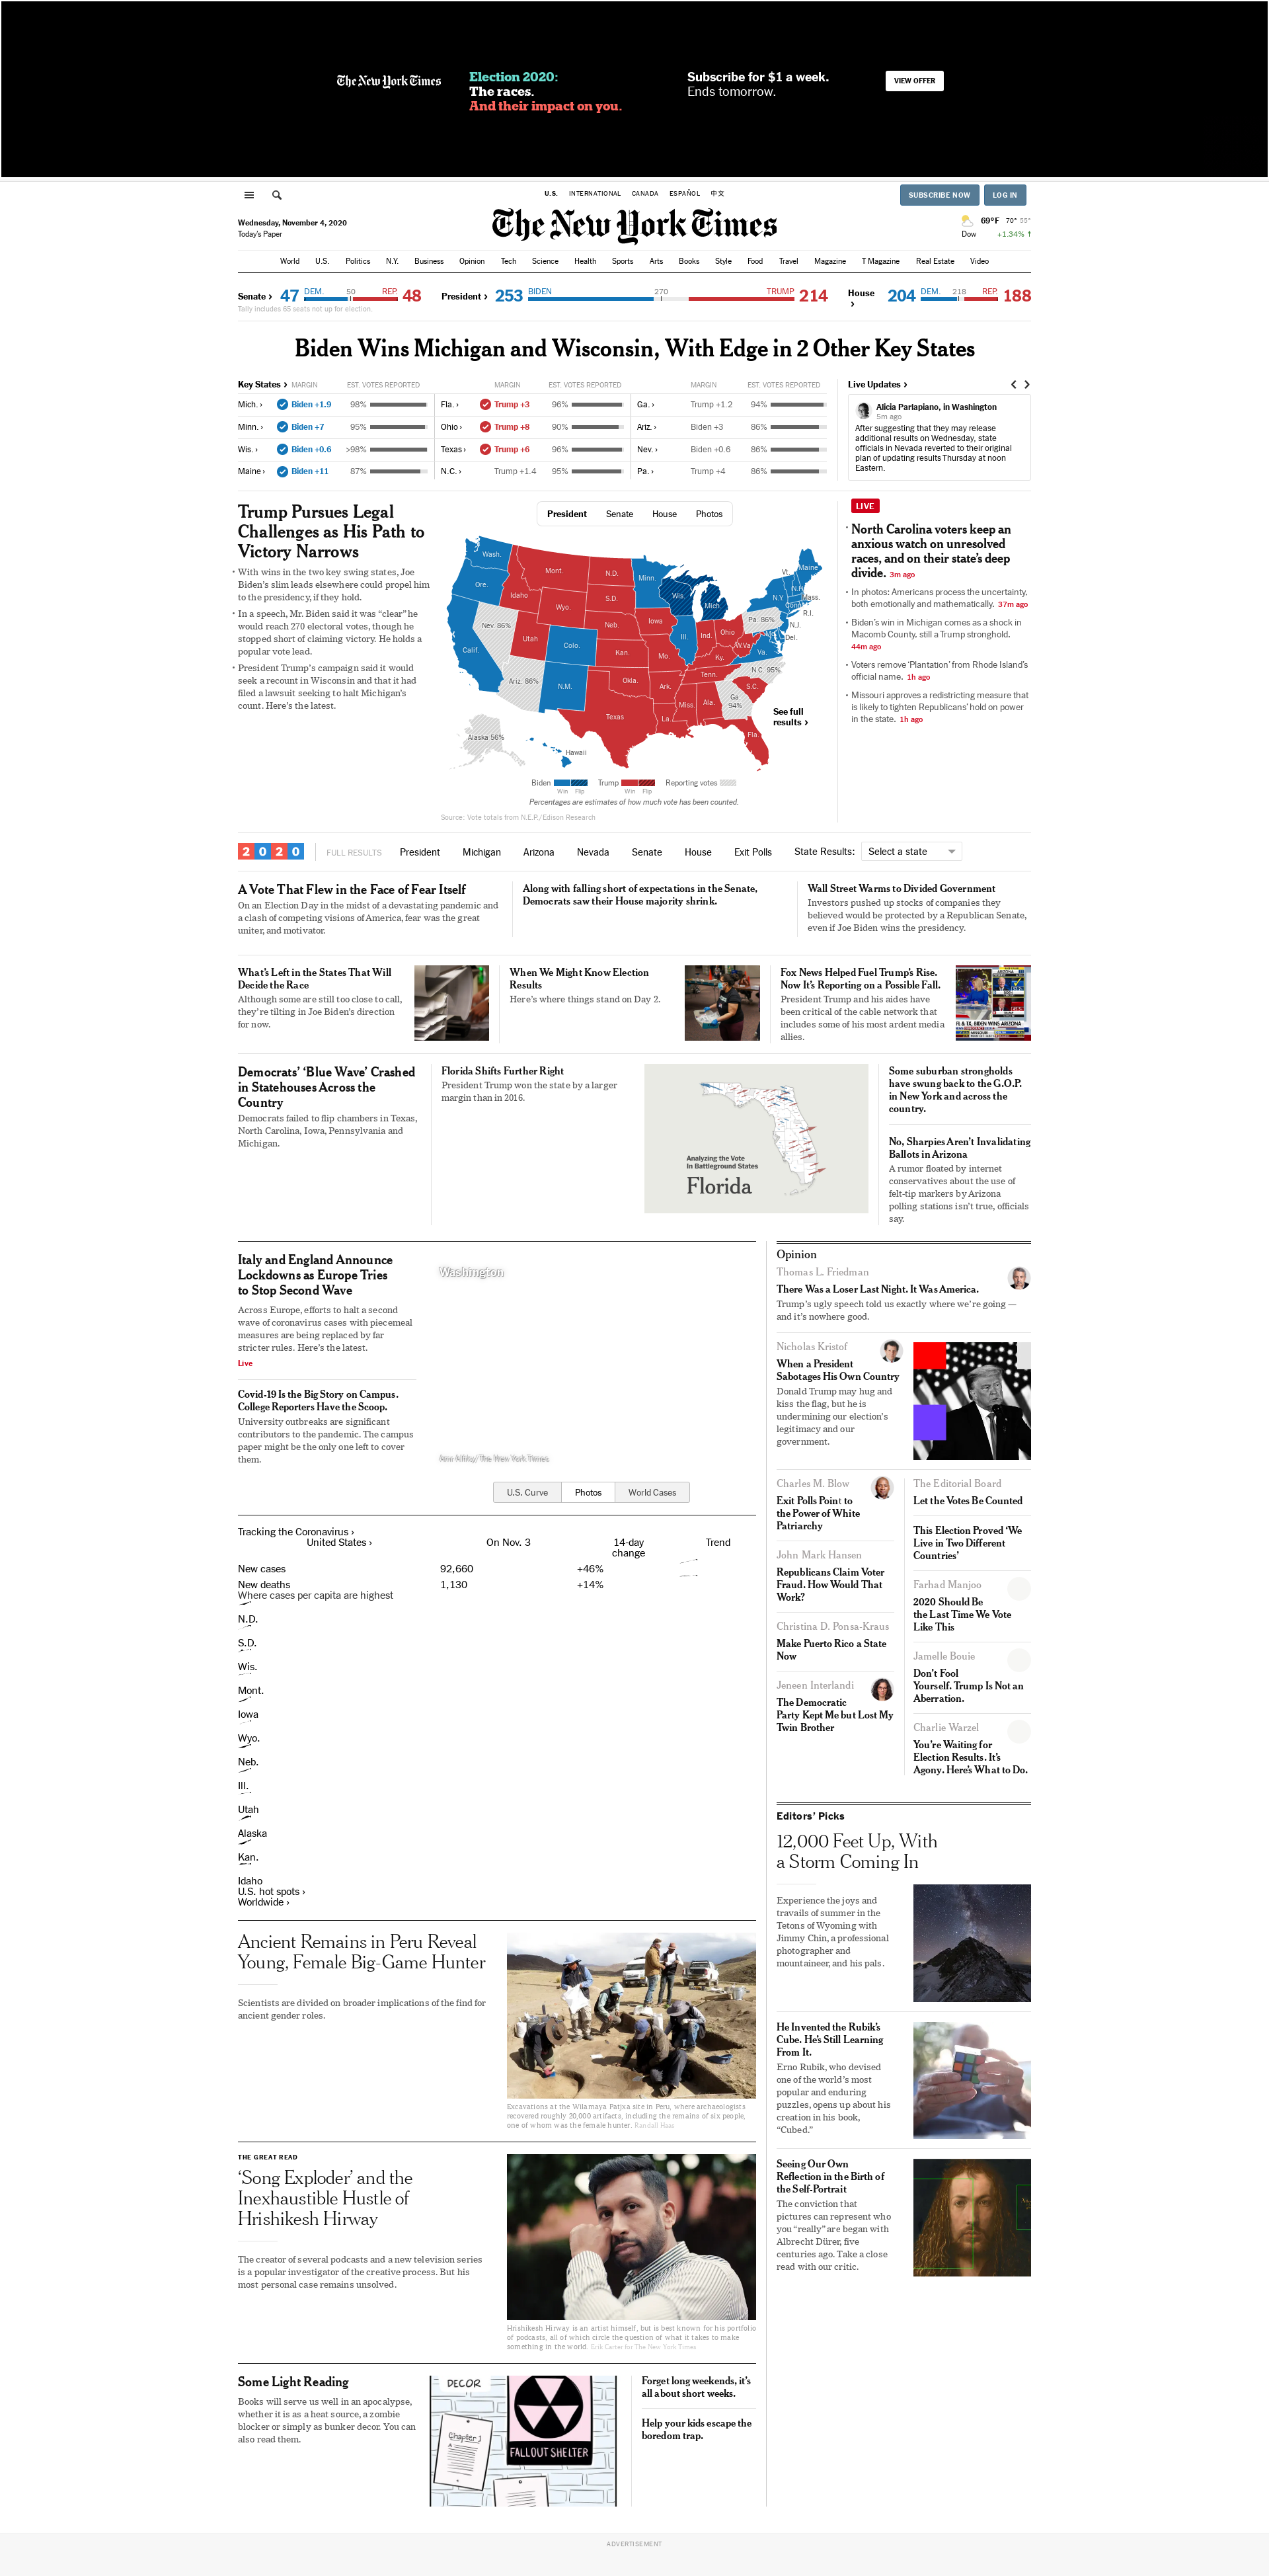 The New York Times
Election 2020:
The races.
And their impact on you.
Subscribe for $1 a week.
Ends tomorrow.
VIEW OFFER
U.S. INTERNATIONAL CANADA ESPAÑOL 中文
SUBSCRIBE NOW LOG IN
Wednesday, November 4, 2020
Today's Paper
The New York Times
69°F 70° 55°
Dow +1.34% ↑
World U.S. Politics N.Y. Business Opinion Tech Science Health Sports Arts Books Style Food Travel Magazine T Magazine Real Estate Video
Senate › 47 DEM. 50 REP. 48
Tally includes 65 seats not up for election.
President › 253 BIDEN 270 TRUMP 214
House › 204 DEM. 218 REP. 188
Biden Wins Michigan and Wisconsin, With Edge in 2 Other Key States
Key States › MARGIN EST. VOTES REPORTED MARGIN EST. VOTES REPORTED MARGIN EST. VOTES REPORTED
Mich. › Biden +1.9 98% Fla. › Trump +3 96% Ga. › Trump +1.2 94%
Minn. › Biden +7 95% Ohio › Trump +8 90% Ariz. › Biden +3 86%
Wis. › Biden +0.6 >98% Texas › Trump +6 96% Nev. › Biden +0.6 86%
Maine › Biden +11 87% N.C. › Trump +1.4 95% Pa. › Trump +4 86%
Live Updates ›
Alicia Parlapiano, in Washington
5m ago
After suggesting that they may release
additional results on Wednesday, state
officials in Nevada reverted to their original
plan of updating results Thursday at noon
Eastern.
Trump Pursues Legal
Challenges as His Path to
Victory Narrows
With wins in the two key swing states, Joe
Biden's slim leads elsewhere could propel him
to the presidency, if they hold.
In a speech, Mr. Biden said it was “clear” he
would reach 270 electoral votes, though he
stopped short of claiming victory. He holds a
popular vote lead.
President Trump's campaign said it would
seek a recount in Wisconsin and that it had
filed a lawsuit seeking to halt Michigan's
count. Here's the latest.
President Senate House Photos
Wash.
Ore.
Idaho
Mont.
N.D.
Minn.
Wis.
Mich.
Vt.
Maine
N.H.
N.Y.
Mass.
Conn.
R.I.
N.J.
Del.
S.D.
Wyo.
Nev. 86%
Utah
Colo.
Neb.
Iowa
Ill.
Ind.
Ohio
Pa. 86%
W.Va.
Va.
Calif.
Kan.
Mo.
Ky.
N.C. 95%
Tenn.
Ariz. 86%
N.M.
Okla.
Ark.
S.C.
Miss.
Ala.
Ga.
94%
Texas
La.
Fla.
Alaska 56%
Hawaii
See full
results ›
Biden Trump Reporting votes
Win Flip Win Flip
Percentages are estimates of how much vote has been counted.
Source: Vote totals from N.E.P./Edison Research
LIVE
North Carolina voters keep an
anxious watch on unresolved
races, and on their state's deep
divide. 3m ago
In photos: Americans process the uncertainty,
both emotionally and mathematically. 37m ago
Biden's win in Michigan comes as a shock in
Macomb County, still a Trump stronghold.
44m ago
Voters remove ‘Plantation’ from Rhode Island's
official name. 1h ago
Missouri approves a redistricting measure that
is likely to tighten Republicans' hold on power
in the state. 1h ago
2020 FULL RESULTS President Michigan Arizona Nevada Senate House Exit Polls State Results: Select a state
A Vote That Flew in the Face of Fear Itself
On an Election Day in the midst of a devastating pandemic and
a clash of competing visions of America, fear was the great
uniter, and motivator.
Along with falling short of expectations in the Senate,
Democrats saw their House majority shrink.
Wall Street Warms to Divided Government
Investors pushed up stocks of companies they
believed would be protected by a Republican Senate,
even if Joe Biden wins the presidency.
What's Left in the States That Will
Decide the Race
Although some are still too close to call,
they're tilting in Joe Biden's direction
for now.
When We Might Know Election
Results
Here's where things stand on Day 2.
Fox News Helped Fuel Trump's Rise.
Now It's Reporting on a Possible Fall.
President Trump and his aides have
been critical of the cable network that
includes some of his most ardent media
allies.
Democrats' ‘Blue Wave’ Crashed
in Statehouses Across the
Country
Democrats failed to flip chambers in Texas,
North Carolina, Iowa, Pennsylvania and
Michigan.
Florida Shifts Further Right
President Trump won the state by a larger
margin than in 2016.
Analyzing the Vote
In Battleground States
Florida
Some suburban strongholds
have swung back to the G.O.P.
in New York and across the
country.
No, Sharpies Aren't Invalidating
Ballots in Arizona
A rumor floated by internet
conservatives about the use of
felt-tip markers by Arizona
polling stations isn't true, officials
say.
Italy and England Announce
Lockdowns as Europe Tries
to Stop Second Wave
Across Europe, efforts to halt a second
wave of coronavirus cases with piecemeal
measures are being replaced by far
stricter rules. Here's the latest.
Live
Covid-19 Is the Big Story on Campus.
College Reporters Have the Scoop.
University outbreaks are significant
contributors to the pandemic. The campus
paper might be the only one left to cover
them.
Washington
U.S. Curve Photos World Cases
Tracking the Coronavirus ›
United States › On Nov. 3 14-day
change Trend
New cases 92,660 +46%
New deaths 1,130 +14%
Where cases per capita are highest
N.D.
S.D.
Wis.
Mont.
Iowa
Wyo.
Neb.
Ill.
Utah
Alaska
Kan.
Idaho
U.S. hot spots ›
Worldwide ›
Ancient Remains in Peru Reveal
Young, Female Big-Game Hunter
Scientists are divided on broader implications of the find for
ancient gender roles.
Excavations at the Wilamaya Patjxa site in Peru, where archaeologists
recovered roughly 20,000 artifacts, including the remains of six people,
one of whom was the female hunter. Randall Haas
THE GREAT READ
‘Song Exploder’ and the
Inexhaustible Hustle of
Hrishikesh Hirway
The creator of several podcasts and a new television series
is a popular investigator of the creative process. But his
most personal case remains unsolved.
Hrishikesh Hirway is an artist himself, but is best known for his portfolio
of podcasts, all of which circle the question of what it takes to make
something in the world. Erik Carter for The New York Times
Some Light Reading
Books will serve us well in an apocalypse,
whether it is as a heat source, a zombie
blocker or simply as bunker decor. You can
also read them.
DECOR
Chapter 1
FALLOUT SHELTER
Forget long weekends, it's
all about short weeks.
Help your kids escape the
boredom trap.
Opinion
Thomas L. Friedman
There Was a Loser Last Night. It Was America.
Trump's ugly speech told us exactly where we're going —
and it's nowhere good.
Nicholas Kristof
When a President
Sabotages His Own Country
Donald Trump may hug and
kiss the flag, but he is
undermining our election's
legitimacy and our
government.
Charles M. Blow
Exit Polls Point to
the Power of White
Patriarchy
John Mark Hansen
Republicans Claim Voter
Fraud. How Would That
Work?
Christina D. Ponsa-Kraus
Make Puerto Rico a State
Now
Jeneen Interlandi
The Democratic
Party Kept Me but Lost My
Twin Brother
The Editorial Board
Let the Votes Be Counted
This Election Proved ‘We
Live in Two Different
Countries’
Farhad Manjoo
2020 Should Be
the Last Time We Vote
Like This
Jamelle Bouie
Don't Fool
Yourself. Trump Is Not an
Aberration.
Charlie Warzel
You're Waiting for
Election Results. It's
Agony. Here's What to Do.
Editors' Picks
12,000 Feet Up, With
a Storm Coming In
Experience the joys and
travails of summer in the
Tetons of Wyoming with
Jimmy Chin, a professional
photographer and
mountaineer, and his pals.
He Invented the Rubik's
Cube. He's Still Learning
From It.
Erno Rubik, who devised
one of the world's most
popular and enduring
puzzles, opens up about his
creation in his book,
“Cubed.”
Seeing Our Own
Reflection in the Birth of
the Self-Portrait
The conviction that
pictures can represent who
you “really” are began with
Albrecht Dürer, five
centuries ago. Take a close
read with our critic.
ADVERTISEMENT